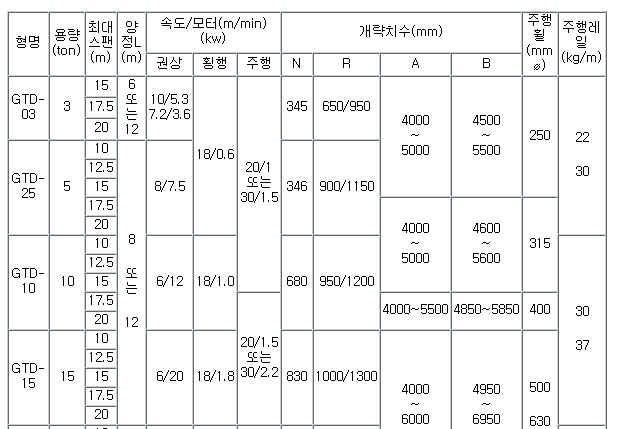 형명
용량
(ton)
최대
스팬
(m)
양
정L
(m)
속도/모터(m/min)
(kw)
개략치수(mm)
주행
휠
(mm
ø)
주행레
일
(kg/m)
권상
횡행
주행
N
R
A
B
GTD-
03
3
15
17.5
20
6
또
는
12
10/5.3
7.2/3.6
18/0.6
20/1
또는
30/1.5
345
650/950
4000
~
5000
4500
~
5500
250
22
30
GTD-
25
5
10
12.5
15
17.5
20
8
또
는
12
8/7.5
346
900/1150
4000
~
5000
4600
~
5600
315
GTD-
10
10
10
12.5
15
17.5
20
6/12
18/1.0
680
950/1200
4000~5500
4850~5850
400
30
37
20/1.5
또는
30/2.2
GTD-
15
15
10
12.5
15
17.5
20
6/20
18/1.8
830
1000/1300
4000
~
6000
4950
~
6950
500
630